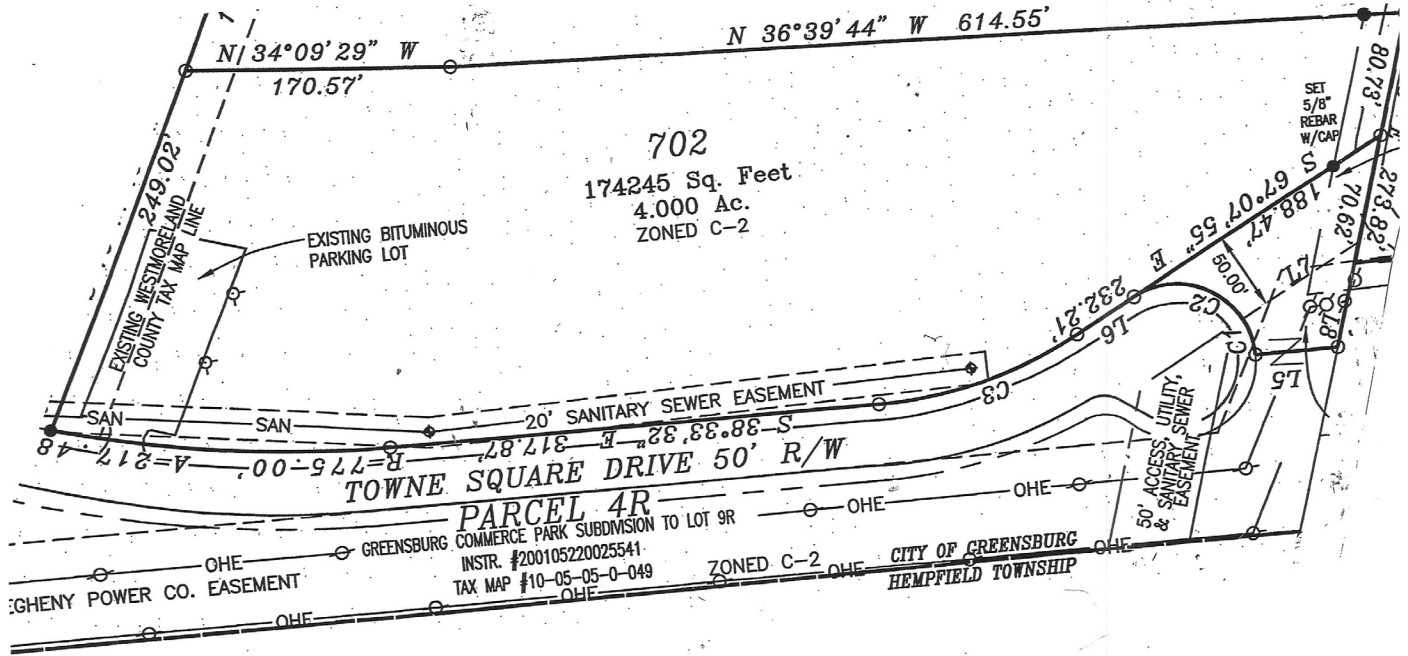 N 34°09'29" W
170.57'
N 36°39'44" W 614.55'
80.73'
SET
5/8"
REBAR
W/CAP
249.02'
EXISTING WESTMORELAND
COUNTY TAX MAP LINE
EXISTING BITUMINOUS
PARKING LOT
702
174245 Sq. Feet
4.000 Ac.
ZONED C-2
S 67°07'55" E
188.47'
232.21'
70.62'
273.82'
50.00'
L7
L8
L5
L6
C1
C2
C3
SAN SAN
20' SANITARY SEWER EASEMENT
S 38°33'32" E 317.87'
R=775.00'
A=217.48
TOWNE SQUARE DRIVE 50' R/W
PARCEL 4R
GREENSBURG COMMERCE PARK SUBDIVISION TO LOT 9R
INSTR. #200105220025541
TAX MAP #10-05-05-0-049
50' ACCESS, UTILITY,
& SANITARY SEWER
EASEMENT
OHE OHE OHE
EGHENY POWER CO. EASEMENT
ZONED C-2
CITY OF GREENSBURG
HEMPFIELD TOWNSHIP
OHE OHE OHE OHE